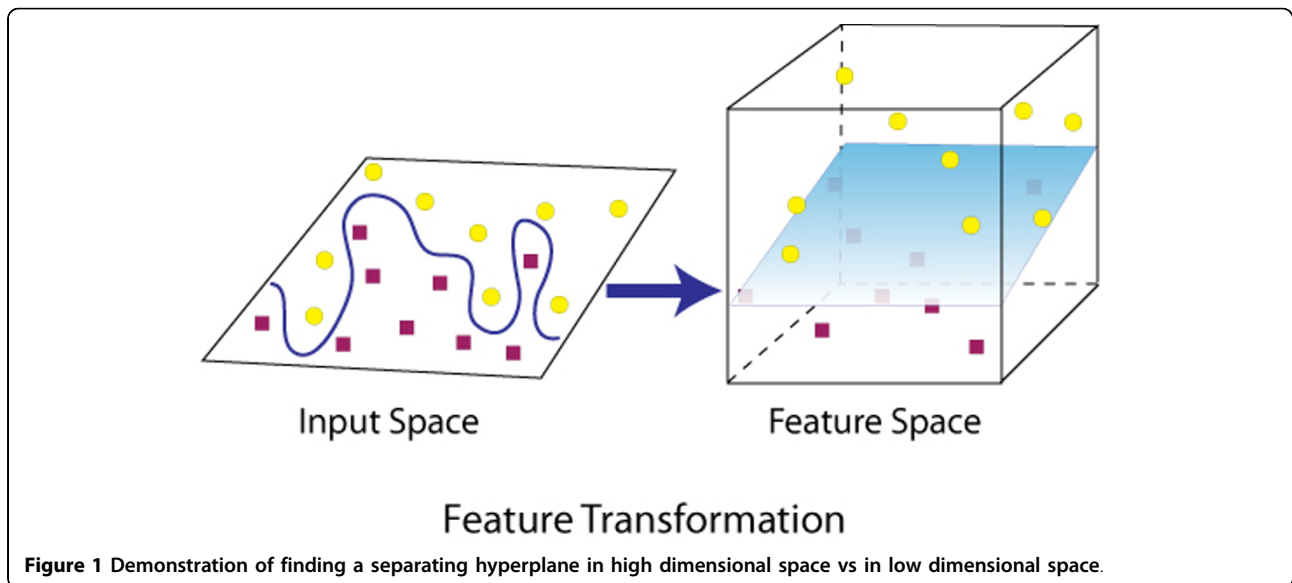 Input Space
Feature Space
Feature Transformation
Figure 1 Demonstration of finding a separating hyperplane in high dimensional space vs in low dimensional space.